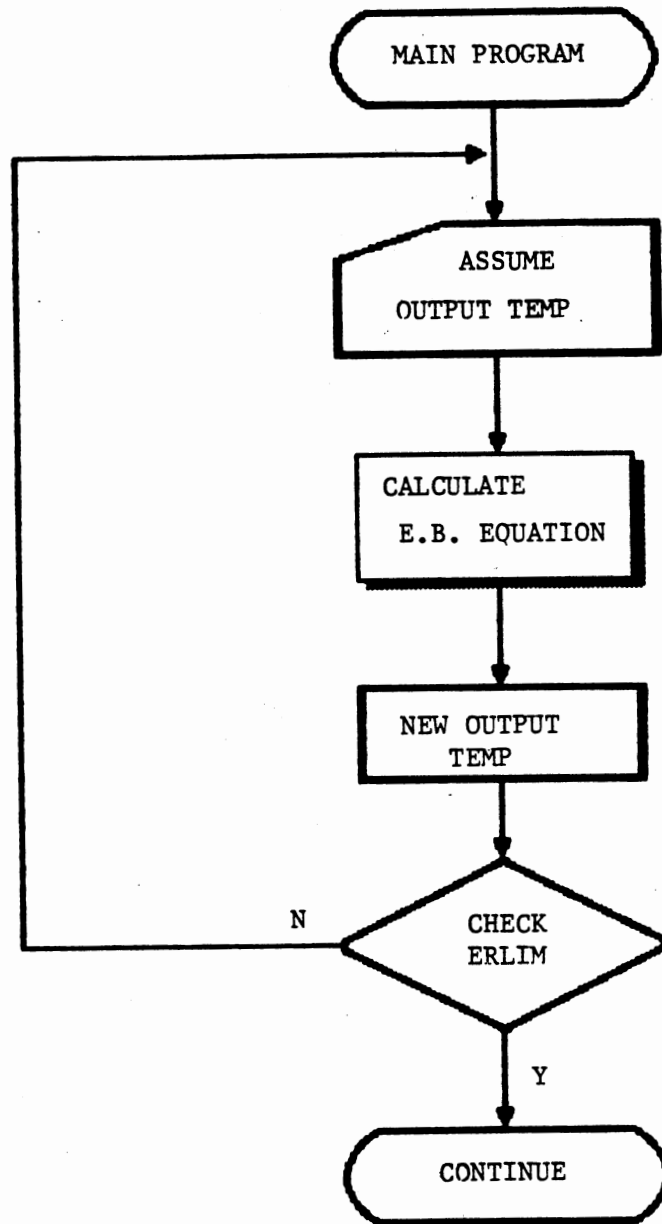 MAIN PROGRAM
ASSUME
OUTPUT TEMP
CALCULATE
E.B. EQUATION
NEW OUTPUT
TEMP
CHECK
ERLIM
N
Y
CONTINUE